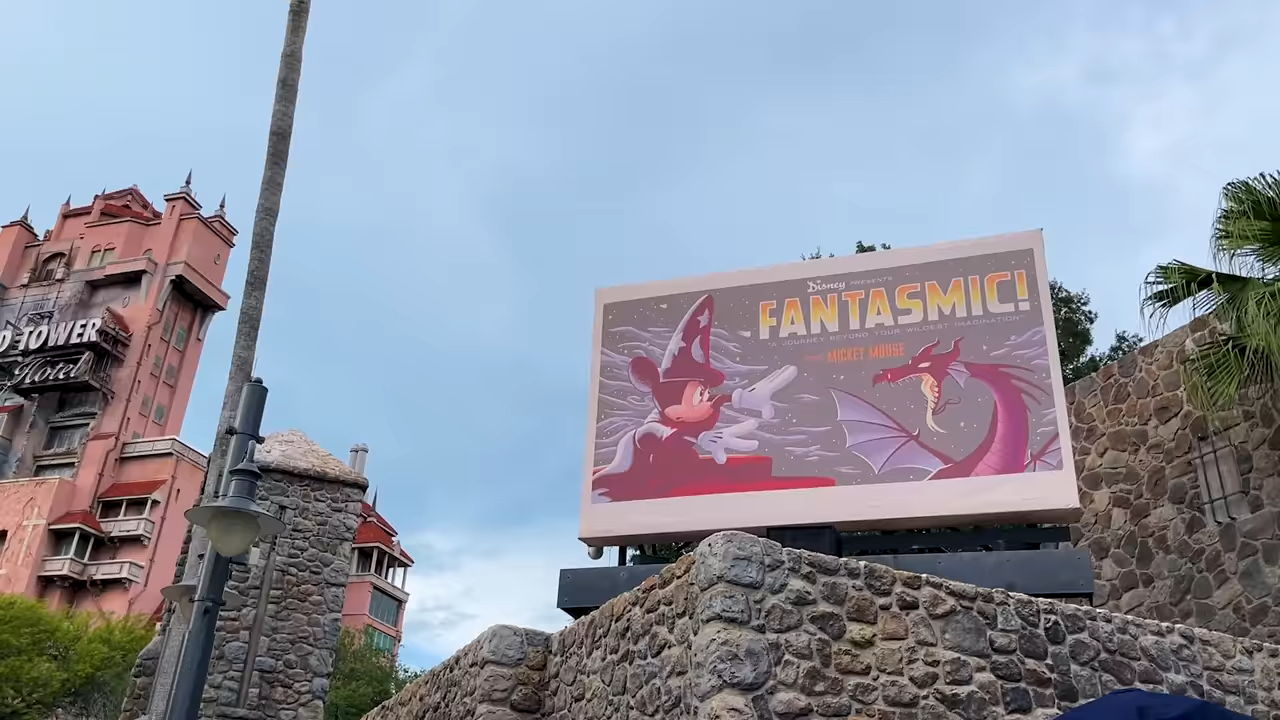 D TOWER
Hotel
Disney PRESENTS
FANTASMIC!
"A JOURNEY BEYOND YOUR WILDEST IMAGINATION"
MICKEY MOUSE